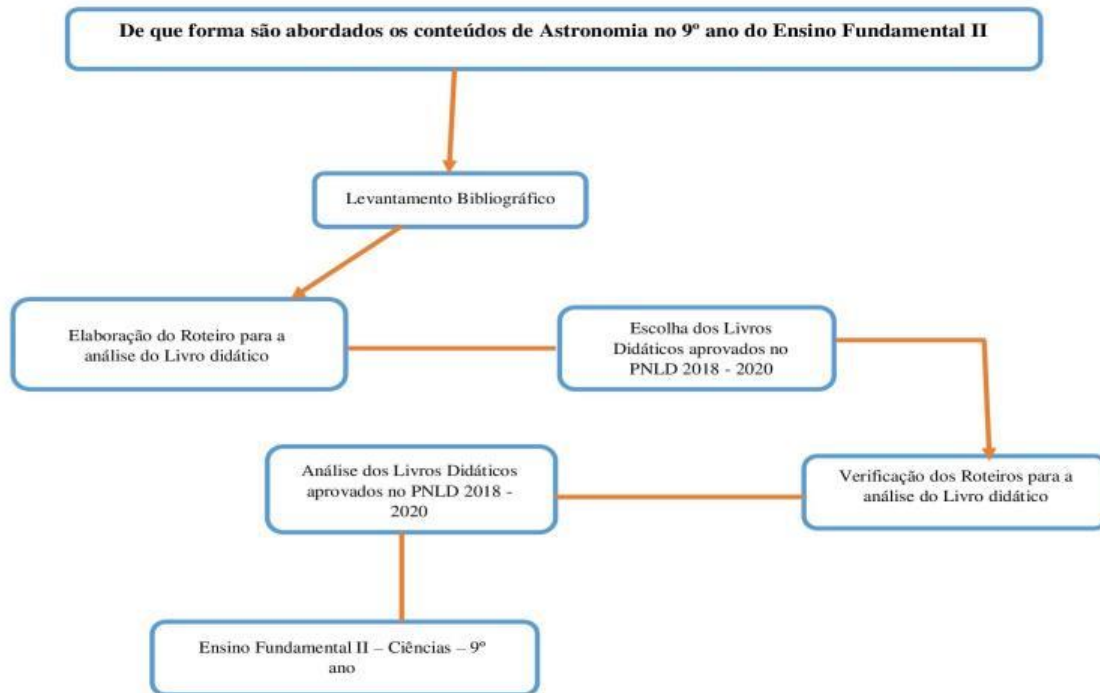 De que forma são abordados os conteúdos de Astronomia no 9º ano do Ensino Fundamental II
Levantamento Bibliográfico
Elaboração do Roteiro para a
análise do Livro didático
Escolha dos Livros
Didáticos aprovados no
PNLD 2018 - 2020
Verificação dos Roteiros para a
análise do Livro didático
Análise dos Livros Didáticos
aprovados no PNLD 2018 -
2020
Ensino Fundamental II – Ciências – 9º
ano